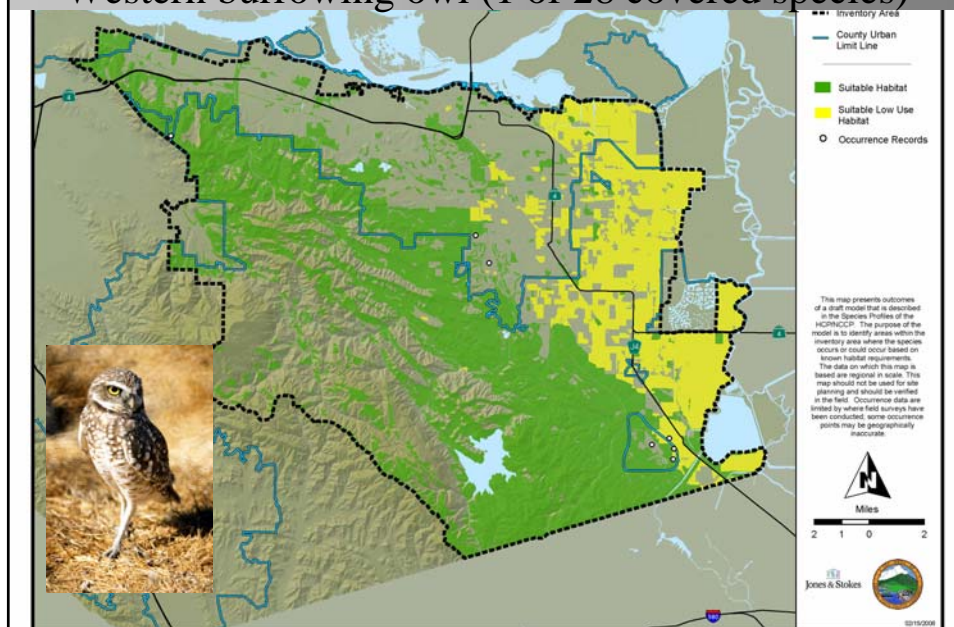 Western burrowing owl (1 of 28 covered species)
Inventory Area
County Urban
Limit Line
Suitable Habitat
Suitable Low Use
Habitat
Occurrence Records
4
4
4
This map presents outcomes
of a draft model that is described
in the Species Profiles of the
HCP/NCCP. The purpose of the
model is to identify areas within the
inventory area where the species
occurs or could occur based on
known habitat requirements.
The data on which this map is
based are regional in scale. This
map should not be used for site
planning and should be verified
in the field. Occurrence data are
limited by where field surveys have
been conducted, some occurrence
points may be geographically
inaccurate.
N
Miles
2 1 0 2
Jones & Stokes
02/15/2006